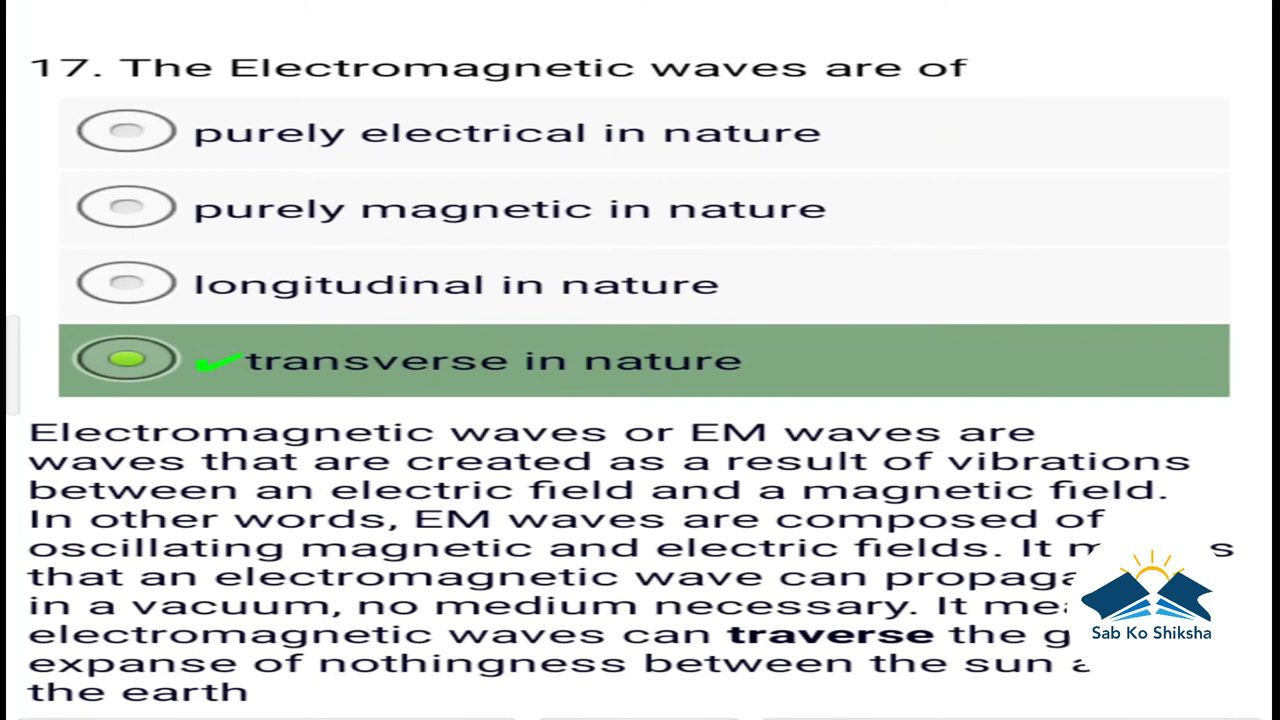 17. The Electromagnetic waves are of
purely electrical in nature
purely magnetic in nature
longitudinal in nature
transverse in nature
Electromagnetic waves or EM waves are
waves that are created as a result of vibrations
between an electric field and a magnetic field.
In other words, EM waves are composed of
oscillating magnetic and electric fields. It
that an electromagnetic wave can
in a vacuum, no medium necessary. It
electromagnetic waves can traverse the
expanse of nothingness between the sun
the earth
Sab Ko Shiksha